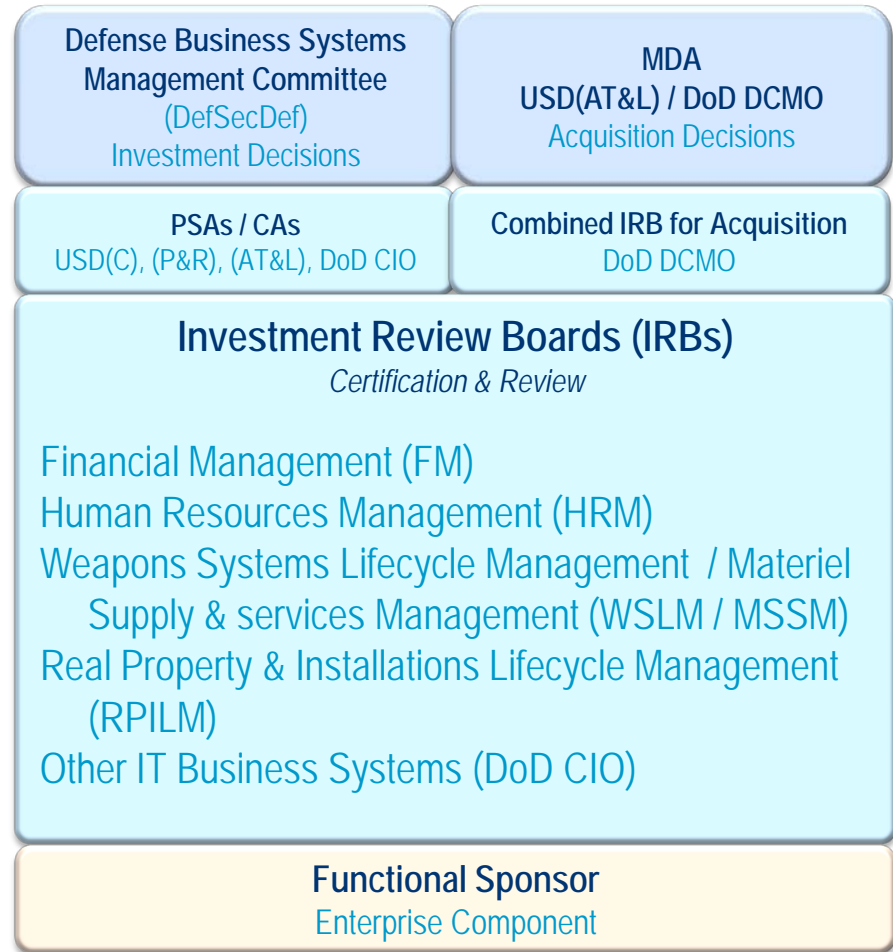 Defense Business Systems
Management Committee
(DefSecDef)
Investment Decisions
MDA
USD(AT&L) / DoD DCMO
Acquisition Decisions
PSAs / CAs
USD(C), (P&R), (AT&L), DoD CIO
Combined IRB for Acquisition
DoD DCMO
Investment Review Boards (IRBs)
Certification & Review
Financial Management (FM)
Human Resources Management (HRM)
Weapons Systems Lifecycle Management / Materiel
Supply & services Management (WSLM / MSSM)
Real Property & Installations Lifecycle Management
(RPILM)
Other IT Business Systems (DoD CIO)
Functional Sponsor
Enterprise Component